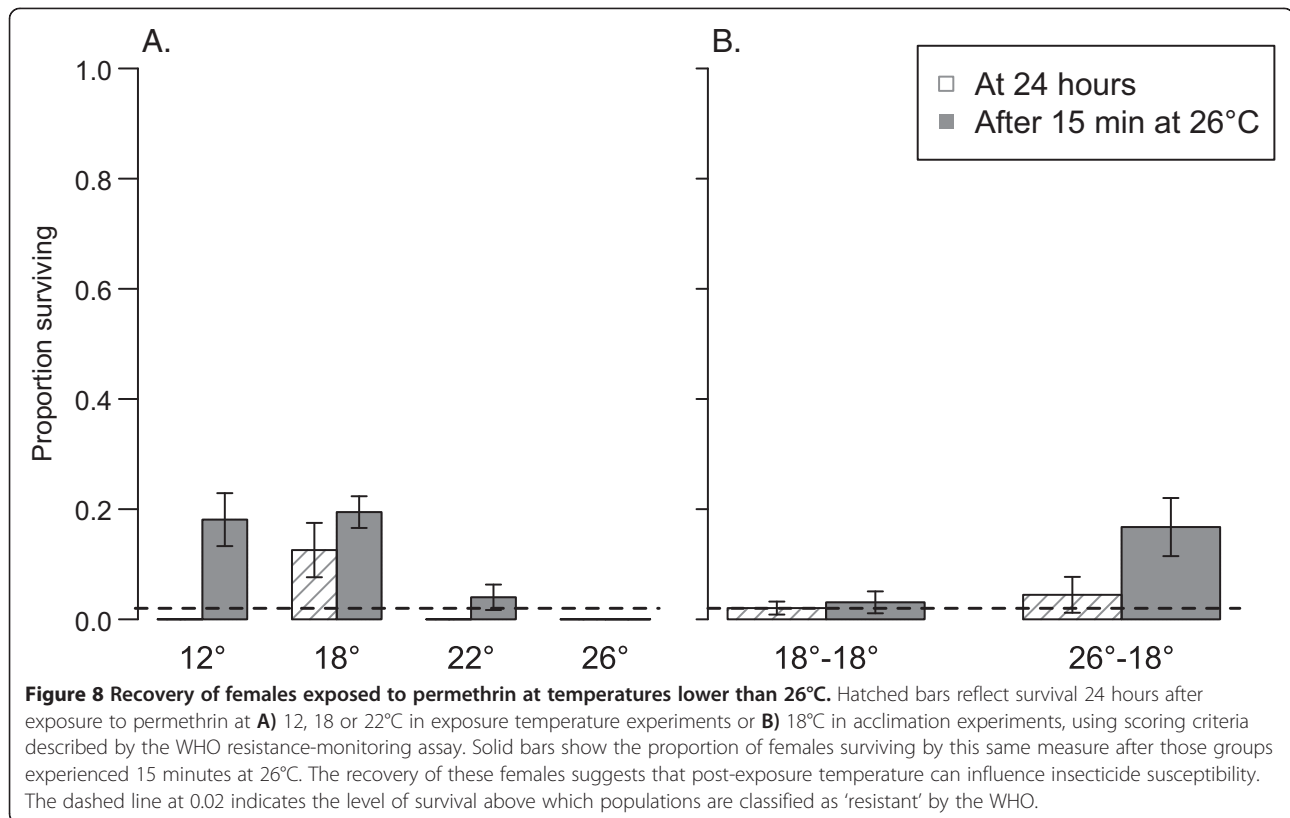 A.
B.
At 24 hours
After 15 min at 26°C
Proportion surviving
1.0
0.8
0.6
0.4
0.2
0.0
12° 18° 22° 26°
18°-18° 26°-18°
Figure 8 Recovery of females exposed to permethrin at temperatures lower than 26°C. Hatched bars reflect survival 24 hours after
exposure to permethrin at A) 12, 18 or 22°C in exposure temperature experiments or B) 18°C in acclimation experiments, using scoring criteria
described by the WHO resistance-monitoring assay. Solid bars show the proportion of females surviving by this same measure after those groups
experienced 15 minutes at 26°C. The recovery of these females suggests that post-exposure temperature can influence insecticide susceptibility.
The dashed line at 0.02 indicates the level of survival above which populations are classified as ‘resistant’ by the WHO.